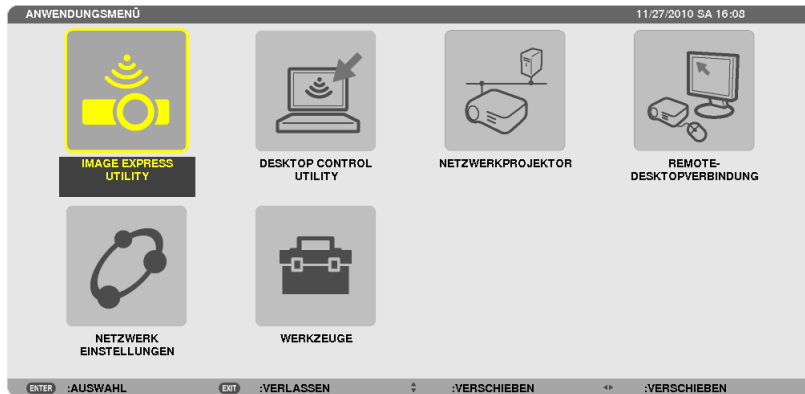 ANWENDUNGSMENÜ 11/27/2010 SA 16:08
IMAGE EXPRESS
UTILITY
DESKTOP CONTROL
UTILITY
NETZWERKPROJEKTOR
REMOTE-
DESKTOPVERBINDUNG
NETZWERK
EINSTELLUNGEN
WERKZEUGE
ENTER :AUSWAHL EXIT :VERLASSEN :VERSCHIEBEN :VERSCHIEBEN